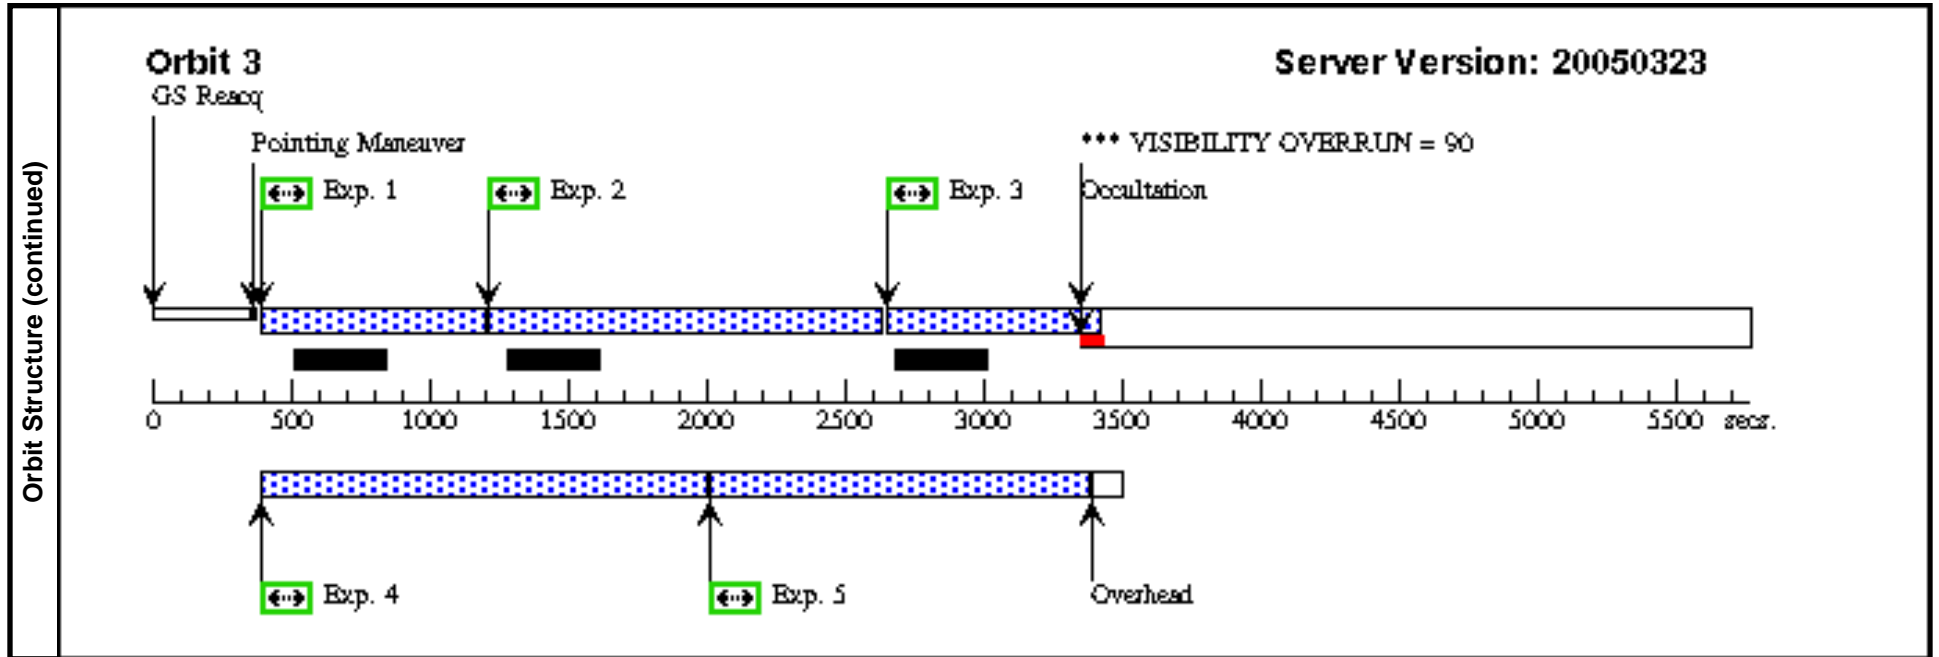 Orbit Structure (continued)
Orbit 3
Server Version: 20050323
GS Reacq
Pointing Maneuver
*** VISIBILITY OVERRUN = 90
Exp. 1
Exp. 2
Exp. 3
Occultation
0 500 1000 1500 2000 2500 3000 3500 4000 4500 5000 5500 secs.
Exp. 4
Exp. 5
Overhead